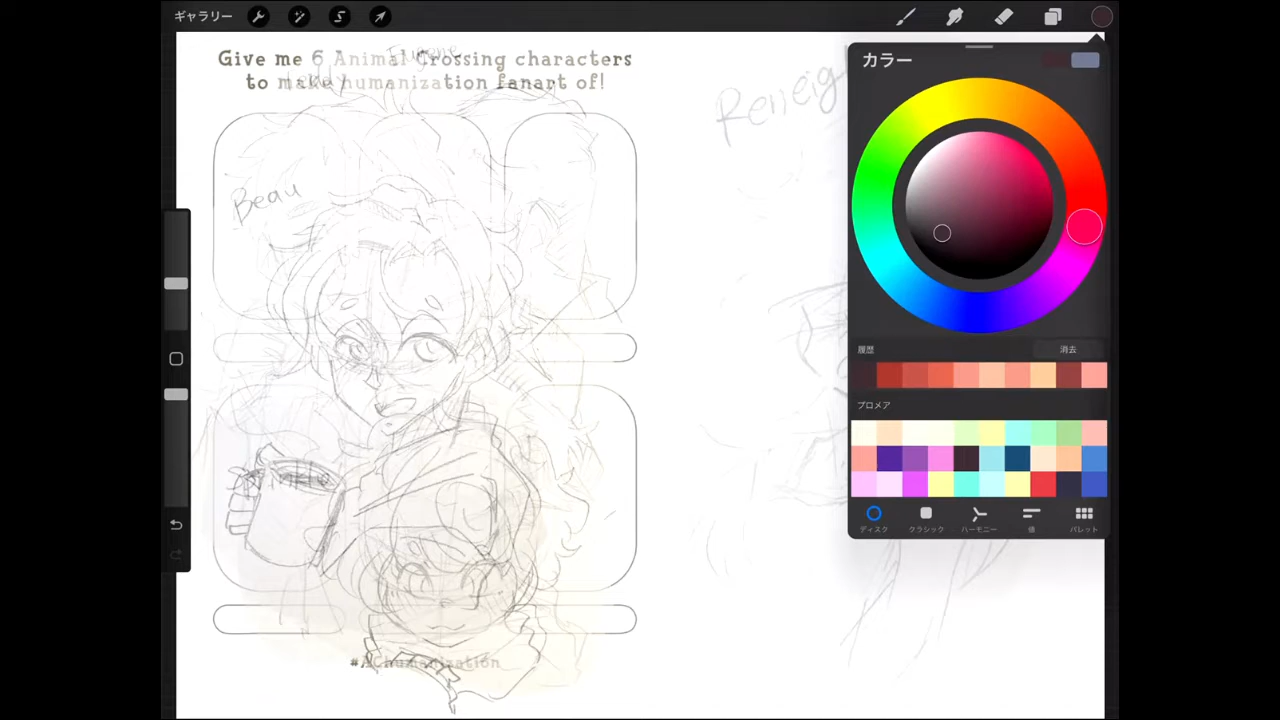 ギャラリー
Give me 6 Animal Crossing characters
to make humanization fanart of!
Eugene
Beau
#AChumanization
カラー
履歴
消去
プロメア
ディスク
クラシック
ハーモニー
値
パレット